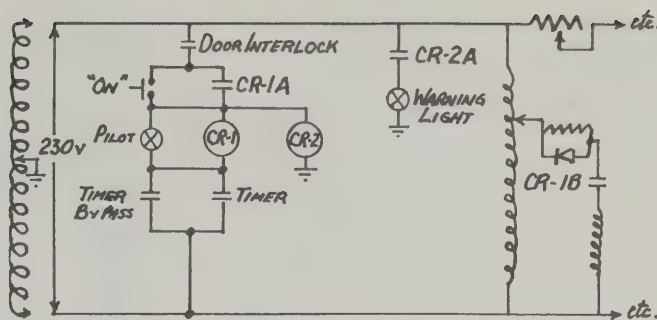 DOOR INTERLOCK
etc.
"ON"
CR-1A
CR-2A
WARNING
LIGHT
PILOT
CR-1
CR-2
230V
CR-1B
TIMER
BY PASS
TIMER
etc.